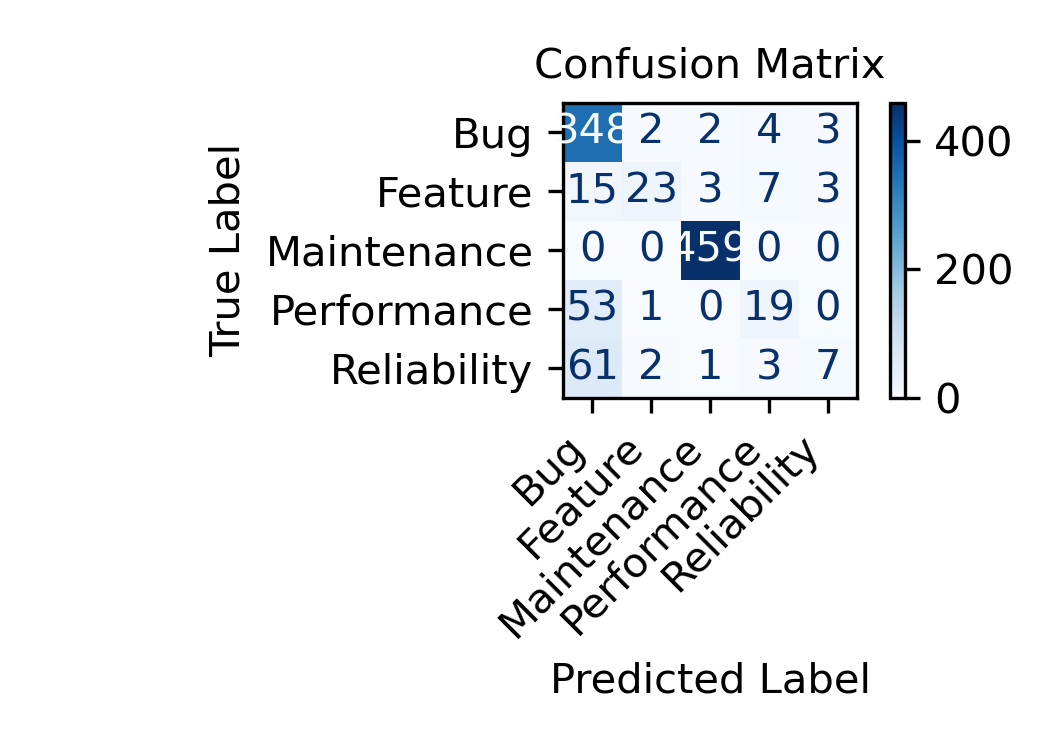 Confusion Matrix
True Label
Bug 348 2 2 4 3
Feature 15 23 3 7 3
Maintenance 0 0 459 0 0
Performance 53 1 0 19 0
Reliability 61 2 1 3 7
Bug
Feature
Maintenance
Performance
Reliability
Predicted Label
400
200
0